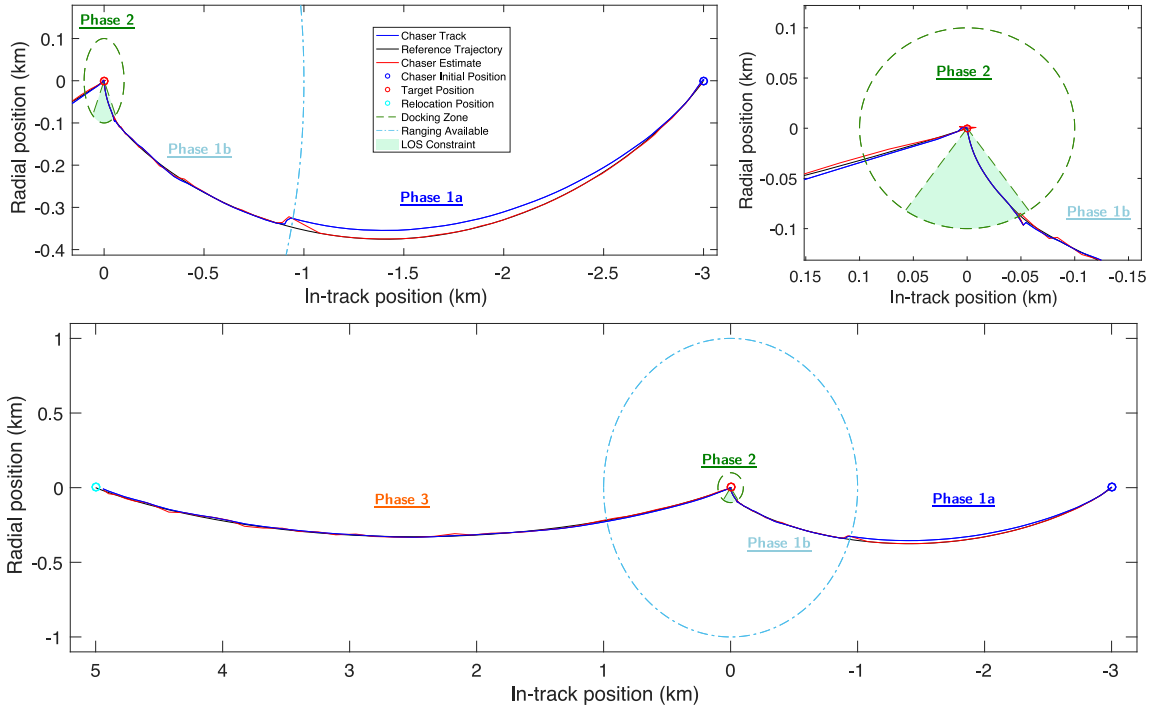 Phase 2
0.1
0
-0.1
-0.2
-0.3
-0.4
Radial position (km)
Phase 1b
Phase 1a
Chaser Track
Reference Trajectory
Chaser Estimate
Chaser Initial Position
Target Position
Relocation Position
Docking Zone
Ranging Available
LOS Constraint
0 -0.5 -1 -1.5 -2 -2.5 -3
In-track position (km)
0.1
0.05
0
-0.05
-0.1
Radial position (km)
Phase 2
Phase 1b
0.15 0.1 0.05 0 -0.05 -0.1 -0.15
In-track position (km)
1
0.5
0
-0.5
-1
Radial position (km)
Phase 3
Phase 2
Phase 1b
Phase 1a
5 4 3 2 1 0 -1 -2 -3
In-track position (km)